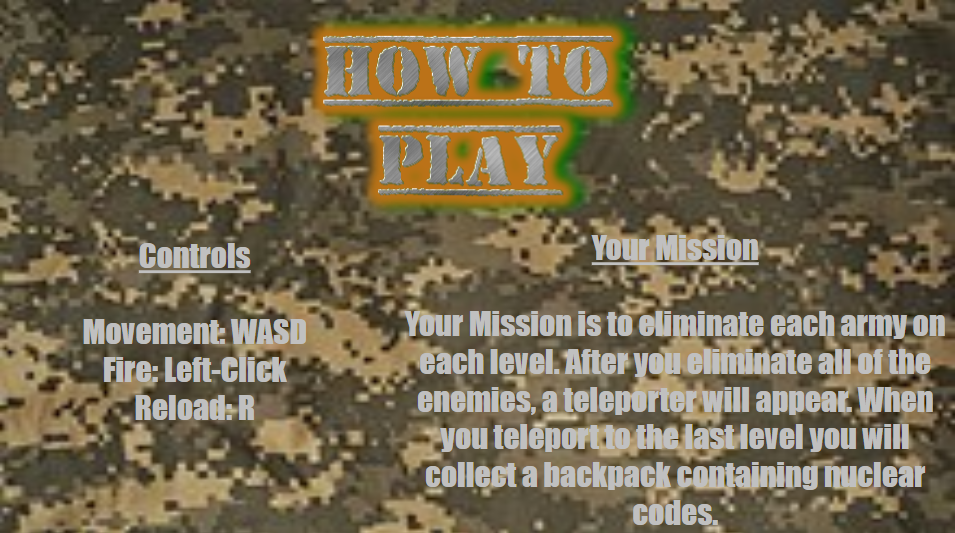 HOW TO
PLAY
Controls
Movement: WASD
Fire: Left-Click
Reload: R
Your Mission
Your Mission is to eliminate each army on
each level. After you eliminate all of the
enemies, a teleporter will appear. When
you teleport to the last level you will
collect a backpack containing nuclear
codes.